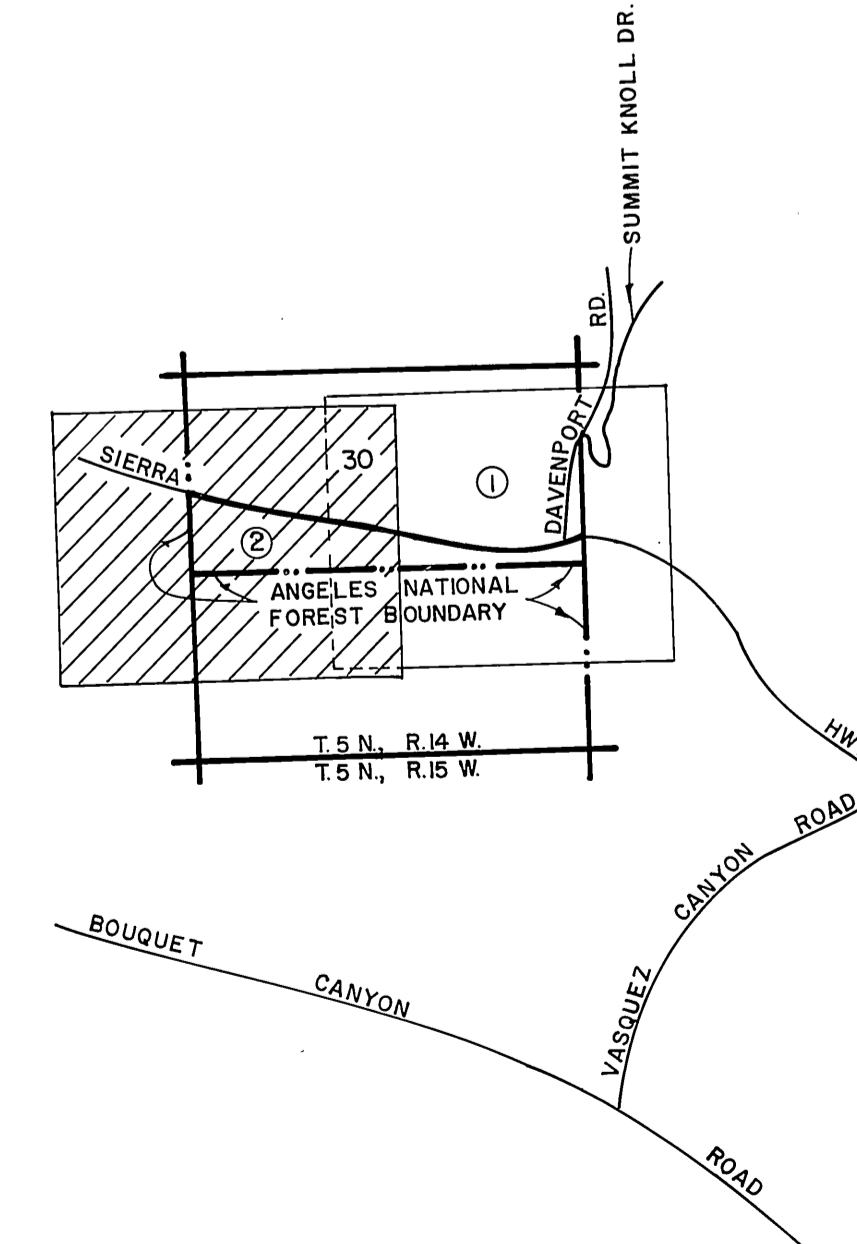 SUMMIT KNOLL DR.
RD.
DAVENPORT
30
1
SIERRA
2
ANGELES NATIONAL
FOREST BOUNDARY
T. 5 N., R. 14 W.
T. 5 N., R. 15 W.
HW
ROAD
CANYON
VASQUEZ
BOUQUET
CANYON
ROAD